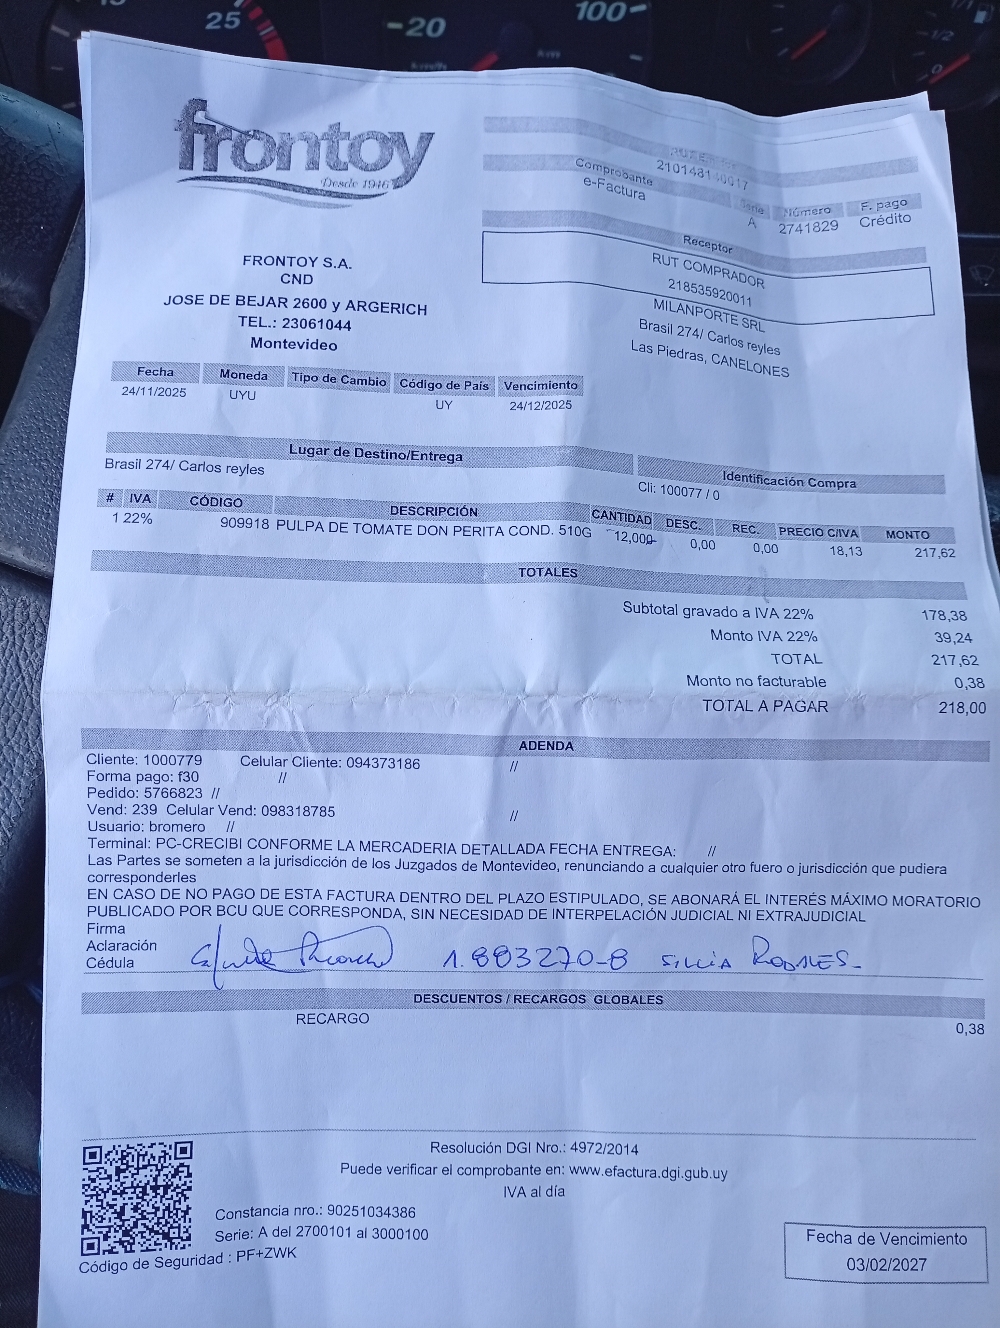 25
20
100
km
km/h
1/2
0
frontoy
Desde 1946
Comprobante
e-Factura
Serie
A
Número
2741829
F. pago
Crédito
Receptor
RUT COMPRADOR
218535920011
MILANPORTE SRL
Brasil 274/ Carlos reyles
Las Piedras, CANELONES
FRONTOY S.A.
CND
JOSE DE BEJAR 2600 y ARGERICH
TEL.: 23061044
Montevideo
Fecha Moneda Tipo de Cambio Código de País Vencimiento
24/11/2025 UYU UY 24/12/2025
Lugar de Destino/Entrega
Brasil 274/ Carlos reyles
Identificación Compra
Cli: 100077 / 0
# IVA CÓDIGO DESCRIPCIÓN CANTIDAD DESC. REC. PRECIO C/IVA MONTO
1 22% 909918 PULPA DE TOMATE DON PERITA COND. 510G 12,000 0,00 0,00 18,13 217,62
TOTALES
Subtotal gravado a IVA 22% 178,38
Monto IVA 22% 39,24
TOTAL 217,62
Monto no facturable 0,38
TOTAL A PAGAR 218,00
ADENDA
Cliente: 1000779 Celular Cliente: 094373186 //
Forma pago: f30 //
Pedido: 5766823 //
Vend: 239 Celular Vend: 098318785 //
Usuario: bromero //
Terminal: PC-CRECIBI CONFORME LA MERCADERIA DETALLADA FECHA ENTREGA: //
Las Partes se someten a la jurisdicción de los Juzgados de Montevideo, renunciando a cualquier otro fuero o jurisdicción que pudiera
corresponderles
EN CASO DE NO PAGO DE ESTA FACTURA DENTRO DEL PLAZO ESTIPULADO, SE ABONARÁ EL INTERÉS MÁXIMO MORATORIO
PUBLICADO POR BCU QUE CORRESPONDA, SIN NECESIDAD DE INTERPELACIÓN JUDICIAL NI EXTRAJUDICIAL
Firma
Aclaración
Cédula 1.883270-8
DESCUENTOS / RECARGOS GLOBALES
RECARGO 0,38
Resolución DGI Nro.: 4972/2014
Puede verificar el comprobante en: www.efactura.dgi.gub.uy
IVA al día
Constancia nro.: 90251034386
Serie: A del 2700101 al 3000100
Código de Seguridad : PF+ZWK
Fecha de Vencimiento
03/02/2027